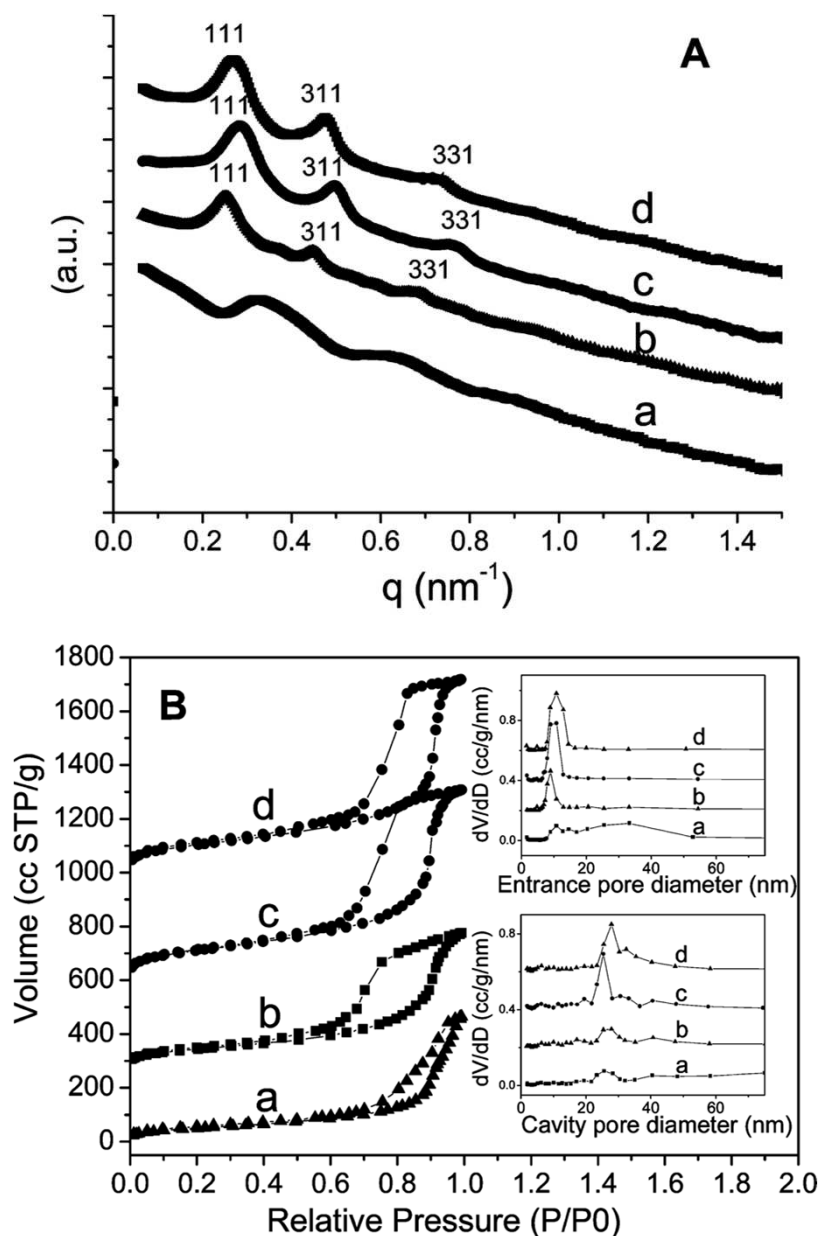 A
111
111
311
111
311
331
311
331
331
d
c
b
a
(a.u.)
0.0 0.2 0.4 0.6 0.8 1.0 1.2 1.4
q (nm⁻¹)
B
1800
1600
1400
1200
1000
800
600
400
200
0
Volume (cc STP/g)
d
c
b
a
0.0 0.2 0.4 0.6 0.8 1.0 1.2 1.4 1.6 1.8 2.0
Relative Pressure (P/P0)
0.8
0.4
0.0
dV/dD (cc/g/nm)
d
c
b
a
0 20 40 60
Entrance pore diameter (nm)
0.8
0.4
0.0
dV/dD (cc/g/nm)
d
c
b
a
0 20 40 60
Cavity pore diameter (nm)